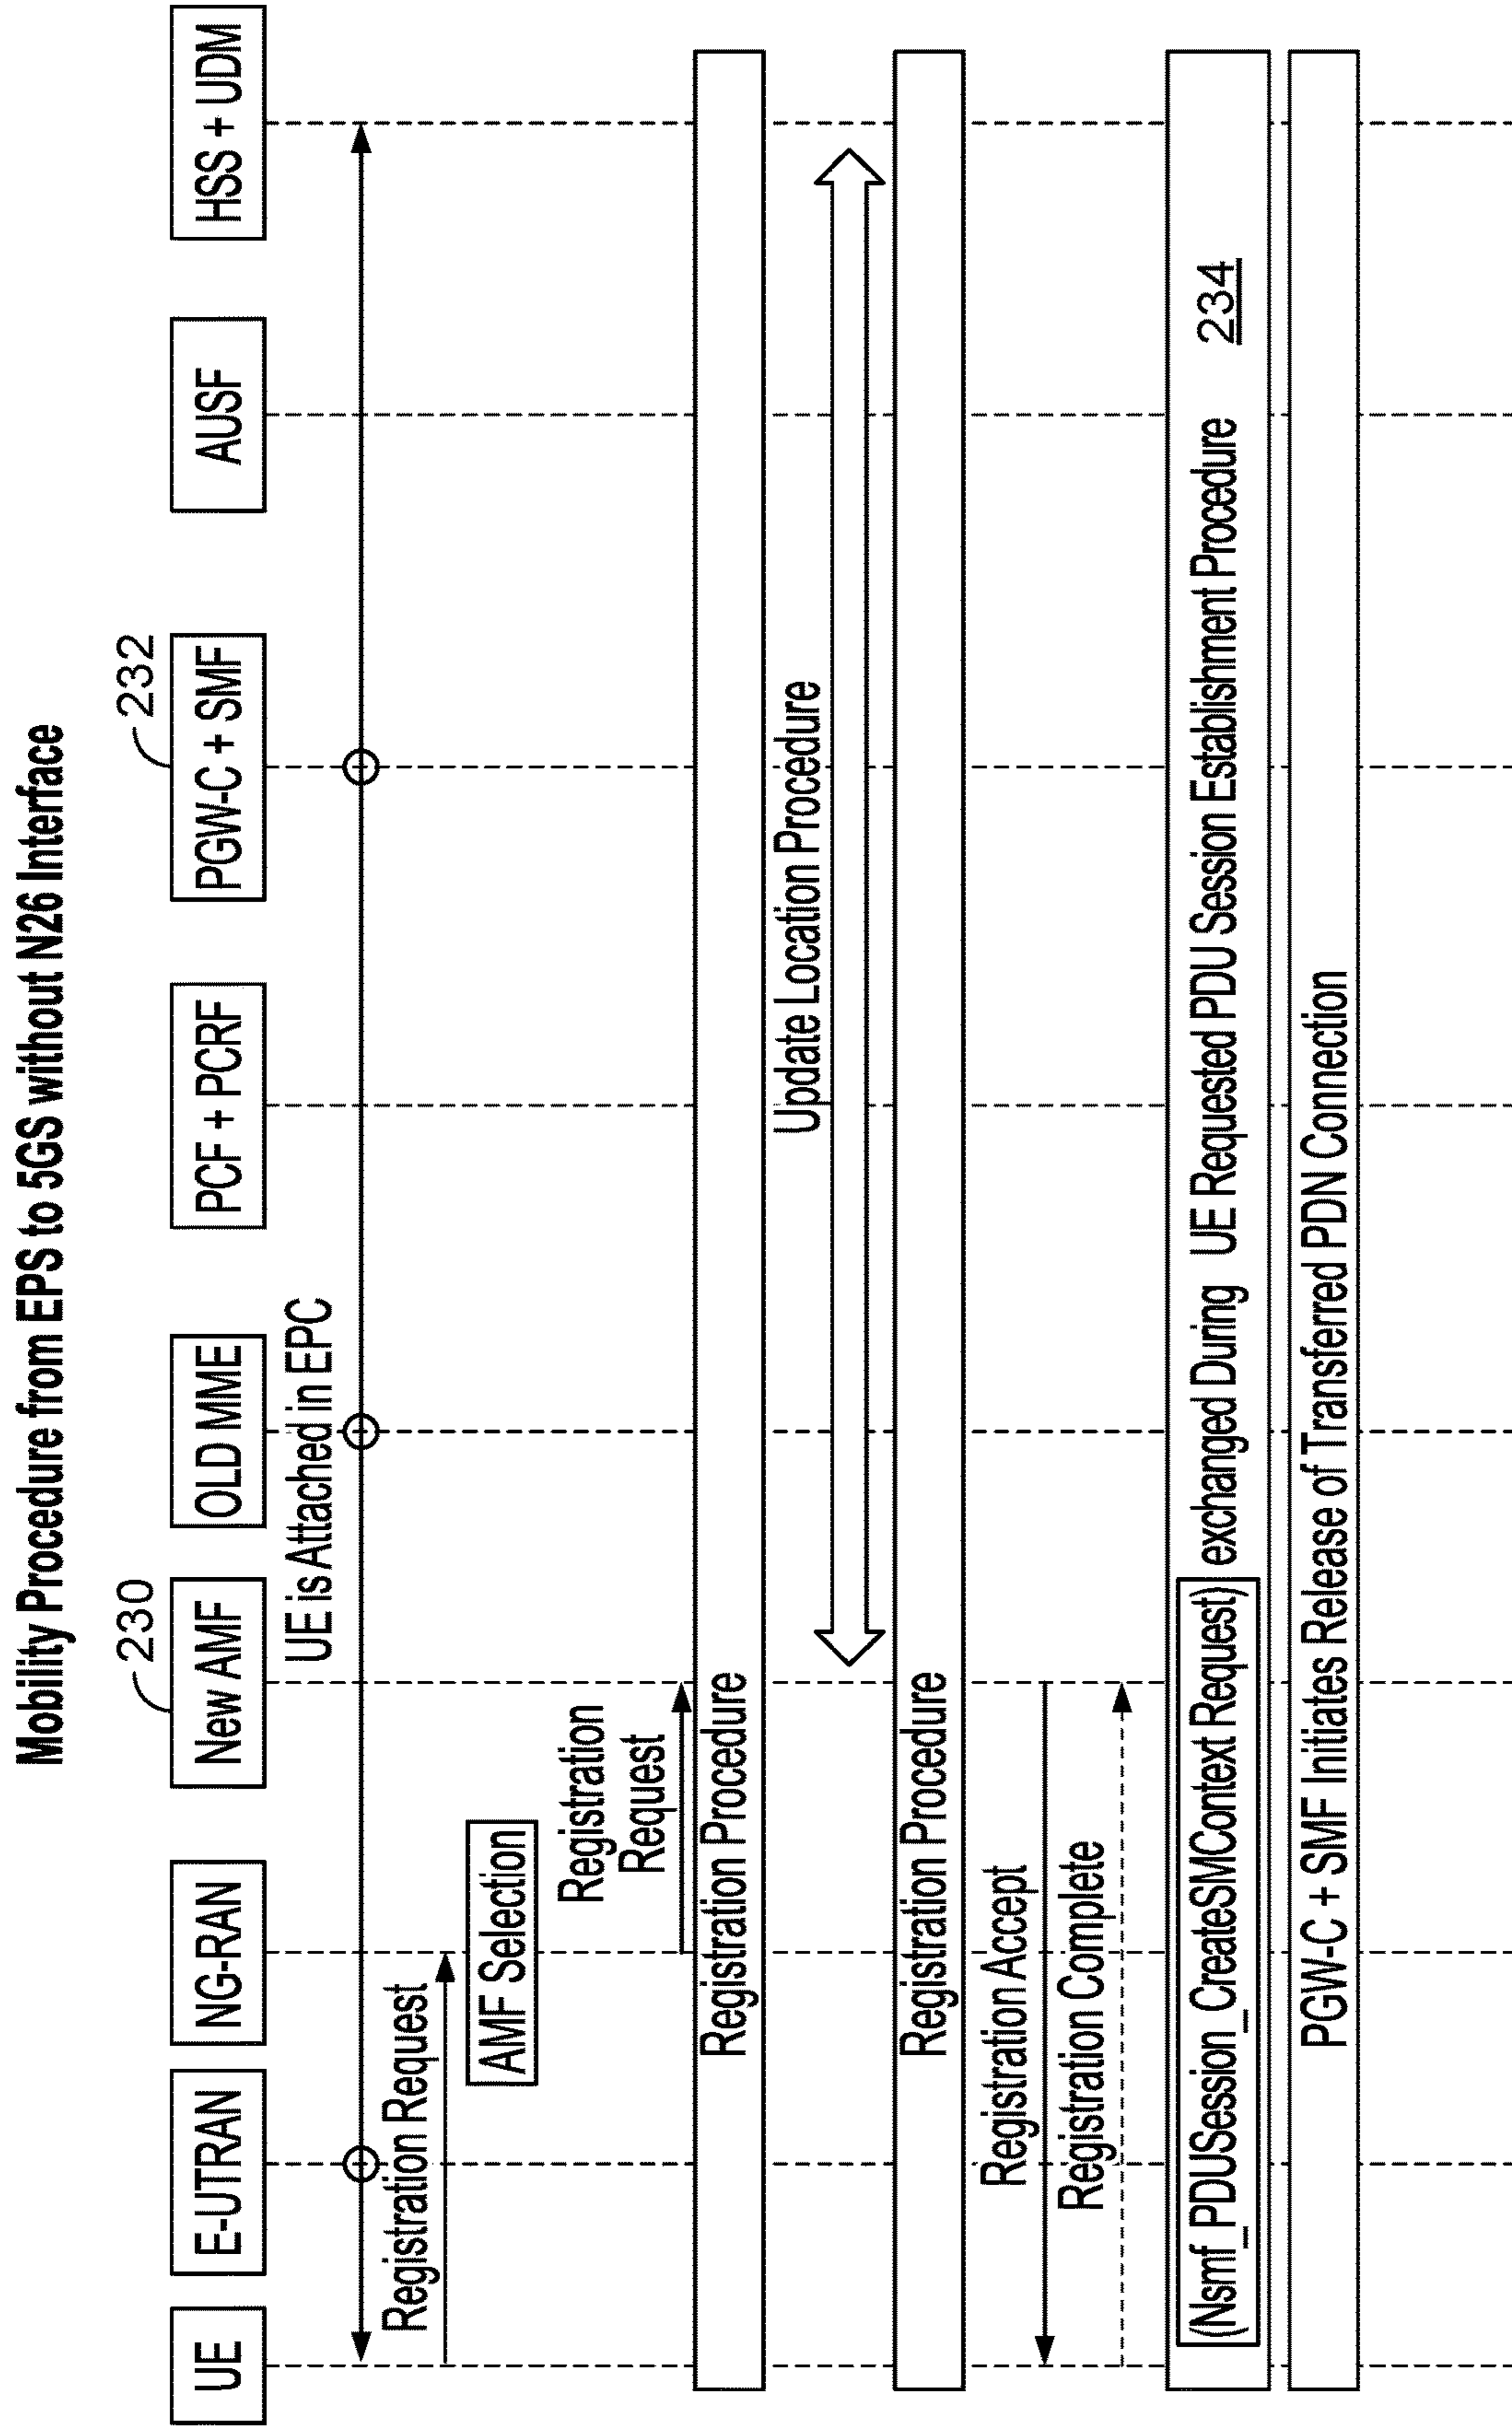 Mobility Procedure from EPS to 5GS without N26 Interface
230
232
UE
E-UTRAN
NG-RAN
New AMF
OLD MME
PCF + PCRF
PGW-C + SMF
AUSF
HSS + UDM
UE is Attached in EPC
Registration Request
AMF Selection
Registration
Request
Registration Procedure
Update Location Procedure
Registration Procedure
Registration Accept
Registration Complete
(Nsmf_PDUSession_CreateSMContext Request) exchanged During UE Requested PDU Session Establishment Procedure 234
PGW-C + SMF Initiates Release of Transferred PDN Connection